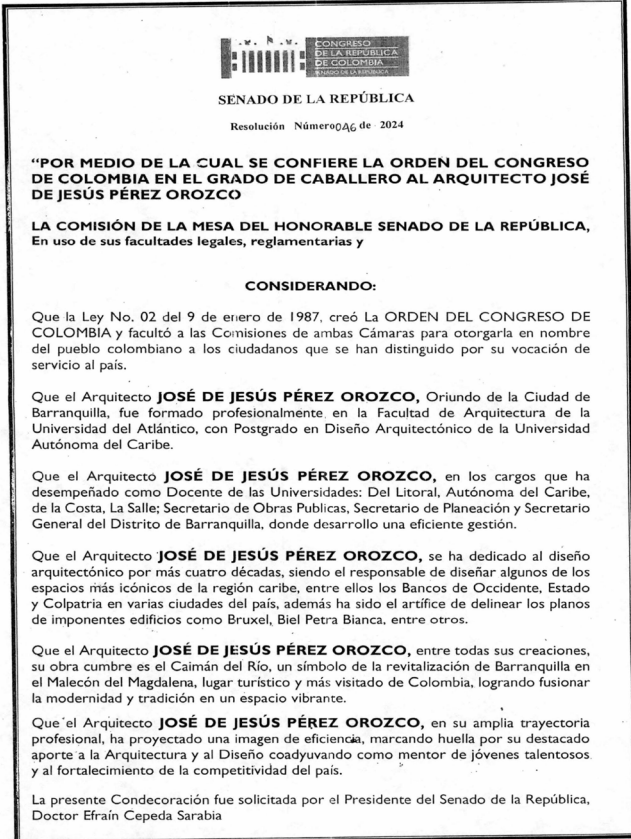 CONGRESO
DE LA REPÚBLICA
DE COLOMBIA
SENADO DE LA REPÚBLICA
SENADO DE LA REPÚBLICA
Resolución Número 046 de 2024
“POR MEDIO DE LA CUAL SE CONFIERE LA ORDEN DEL CONGRESO
DE COLOMBIA EN EL GRADO DE CABALLERO AL ARQUITECTO JOSÉ
DE JESÚS PÉREZ OROZCO
LA COMISIÓN DE LA MESA DEL HONORABLE SENADO DE LA REPÚBLICA,
En uso de sus facultades legales, reglamentarias y
CONSIDERANDO:
Que la Ley No. 02 del 9 de enero de 1987, creó La ORDEN DEL CONGRESO DE
COLOMBIA y facultó a las Comisiones de ambas Cámaras para otorgarla en nombre
del pueblo colombiano a los ciudadanos que se han distinguido por su vocación de
servicio al país.
Que el Arquitecto JOSÉ DE JESÚS PÉREZ OROZCO, Oriundo de la Ciudad de
Barranquilla, fue formado profesionalmente en la Facultad de Arquitectura de la
Universidad del Atlántico, con Postgrado en Diseño Arquitectónico de la Universidad
Autónoma del Caribe.
Que el Arquitecto JOSÉ DE JESÚS PÉREZ OROZCO, en los cargos que ha
desempeñado como Docente de las Universidades: Del Litoral, Autónoma del Caribe,
de la Costa, La Salle; Secretario de Obras Publicas, Secretario de Planeación y Secretario
General del Distrito de Barranquilla, donde desarrollo una eficiente gestión.
Que el Arquitecto JOSÉ DE JESÚS PÉREZ OROZCO, se ha dedicado al diseño
arquitectónico por más cuatro décadas, siendo el responsable de diseñar algunos de los
espacios más icónicos de la región caribe, entre ellos los Bancos de Occidente, Estado
y Colpatria en varias ciudades del país, además ha sido el artífice de delinear los planos
de imponentes edificios como Bruxel, Biel Petra Bianca, entre otros.
Que el Arquitecto JOSÉ DE JESÚS PÉREZ OROZCO, entre todas sus creaciones,
su obra cumbre es el Caimán del Río, un símbolo de la revitalización de Barranquilla en
el Malecón del Magdalena, lugar turístico y más visitado de Colombia, logrando fusionar
la modernidad y tradición en un espacio vibrante.
Que el Arquitecto JOSÉ DE JESÚS PÉREZ OROZCO, en su amplia trayectoria
profesional, ha proyectado una imagen de eficiencia, marcando huella por su destacado
aporte a la Arquitectura y al Diseño coadyuvando como mentor de jóvenes talentosos
y al fortalecimiento de la competitividad del país.
La presente Condecoración fue solicitada por el Presidente del Senado de la República,
Doctor Efraín Cepeda Sarabia